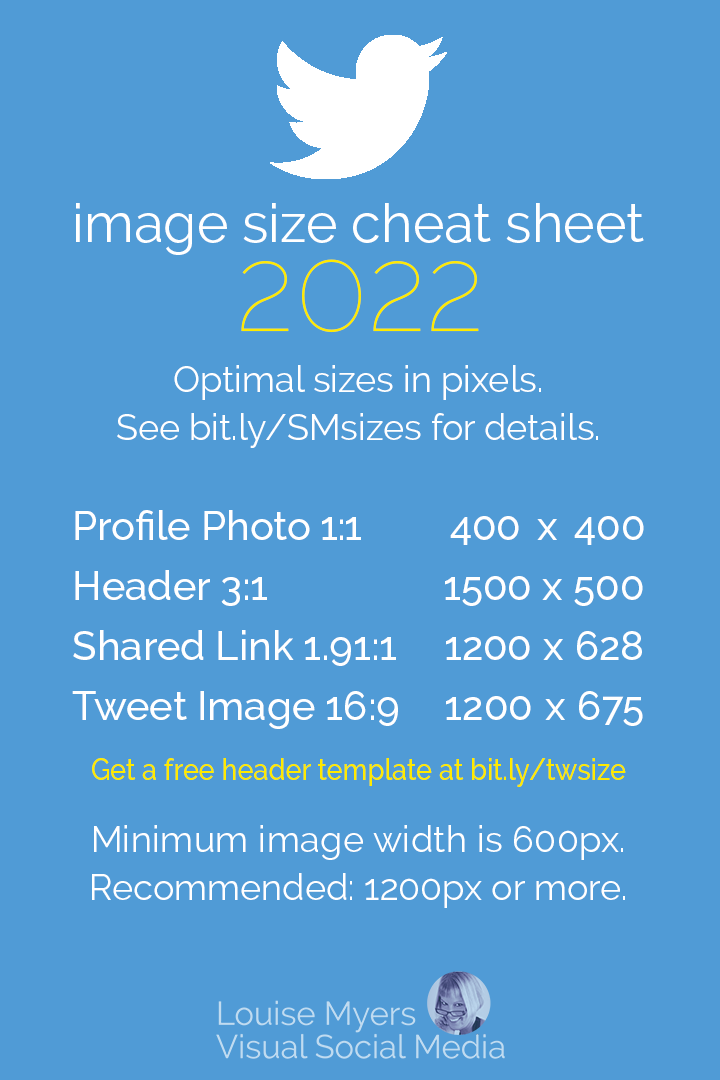 image size cheat sheet
2022
Optimal sizes in pixels.
See bit.ly/SMsizes for details.
Profile Photo 1:1 400 x 400
Header 3:1 1500 x 500
Shared Link 1.91:1 1200 x 628
Tweet Image 16:9 1200 x 675
Get a free header template at bit.ly/twsize
Minimum image width is 600px.
Recommended: 1200px or more.
Louise Myers
Visual Social Media